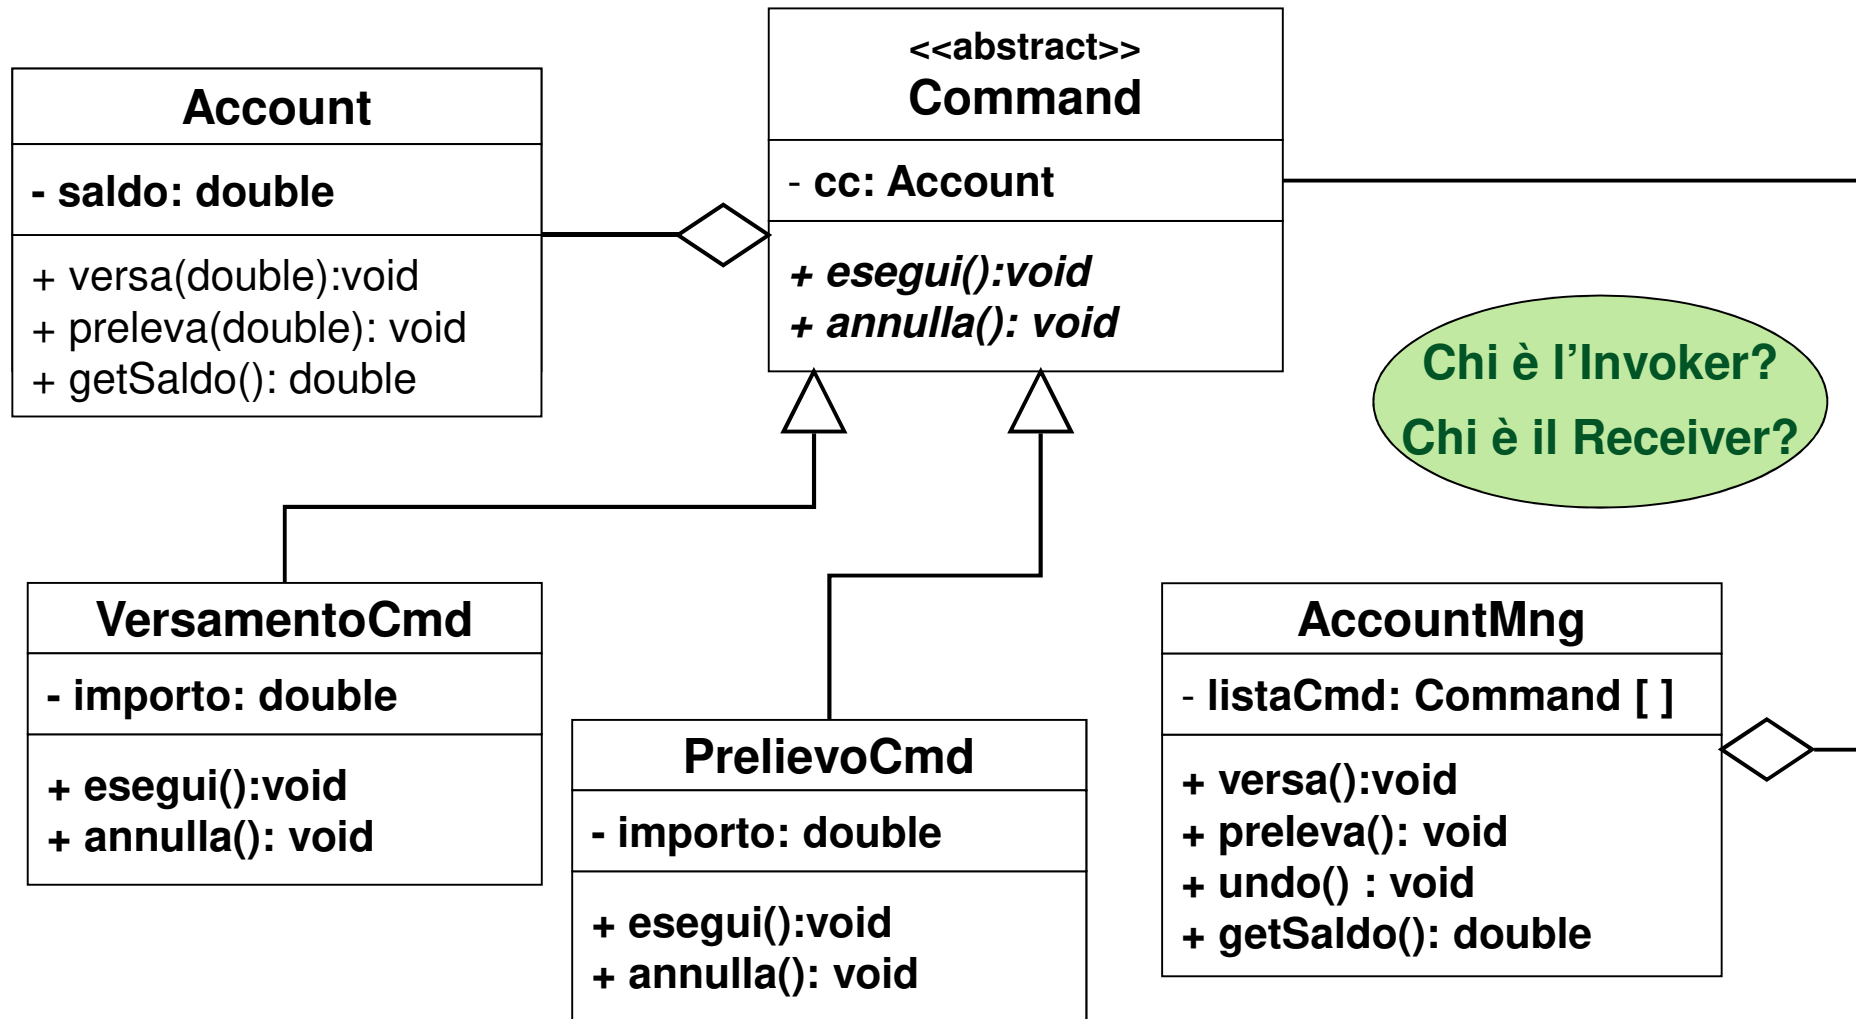 Account
- saldo: double
+ versa(double):void
+ preleva(double): void
+ getSaldo(): double
<<abstract>>
Command
- cc: Account
+ esegui():void
+ annulla(): void
Chi è l’Invoker?
Chi è il Receiver?
VersamentoCmd
- importo: double
+ esegui():void
+ annulla(): void
PrelievoCmd
- importo: double
+ esegui():void
+ annulla(): void
AccountMng
- listaCmd: Command [ ]
+ versa():void
+ preleva(): void
+ undo() : void
+ getSaldo(): double